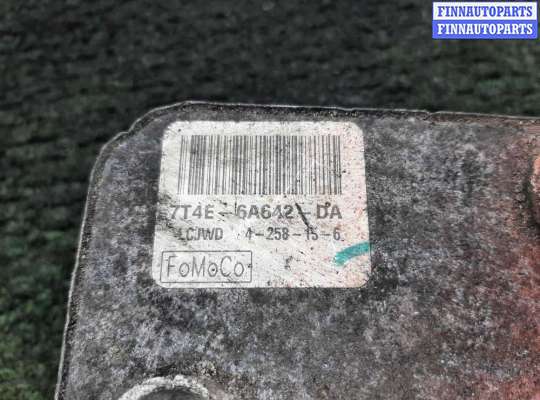 FINNAUTOPARTS
FINNAUTOPARTS
7T4E - 6A642 - DA
LCJWD 4-258-15-6
FoMoCo